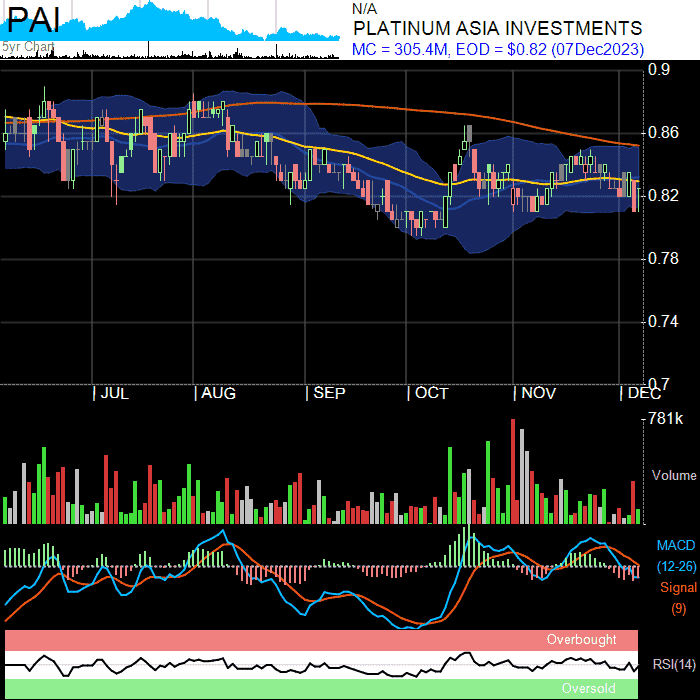 PAI
5yr Chart
N/A
PLATINUM ASIA INVESTMENTS
MC = 305.4M, EOD = $0.82 (07Dec2023)
0.9
0.86
0.82
0.78
0.74
0.7
JUL AUG SEP OCT NOV DEC
781k
Volume
MACD
(12-26)
Signal
(9)
Overbought
RSI(14)
Oversold